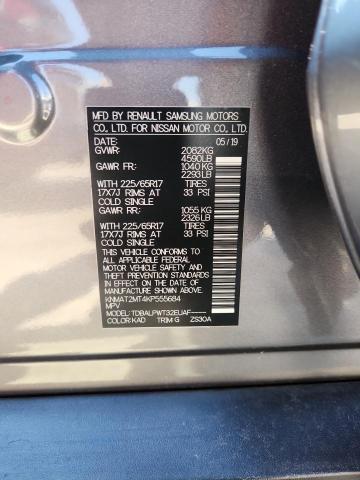 MFD BY RENAULT SAMSUNG MOTORS
CO., LTD. FOR NISSAN MOTOR CO., LTD.
DATE: 05/19
GVWR: 2082KG
4590LB
GAWR FR: 1040KG
2293LB
WITH 225/65R17 TIRES
17X7J RIMS AT 33 PSI
COLD SINGLE
GAWR RR: 1055 KG
2326LB
WITH 225/65R17 TIRES
17X7J RIMS AT 33 PSI
COLD SINGLE
THIS VEHICLE CONFORMS TO ALL
APPLICABLE FEDERAL MOTOR VEHICLE
SAFETY, BUMPER, AND THEFT
PREVENTION STANDARDS IN EFFECT
ON THE DATE OF MANUFACTURE
SHOWN ABOVE.
KNMAT2MT4KP555684
MPV
MODEL: TDBALPWT32EUAF
COLOR: KAD TRIM G ZS30A